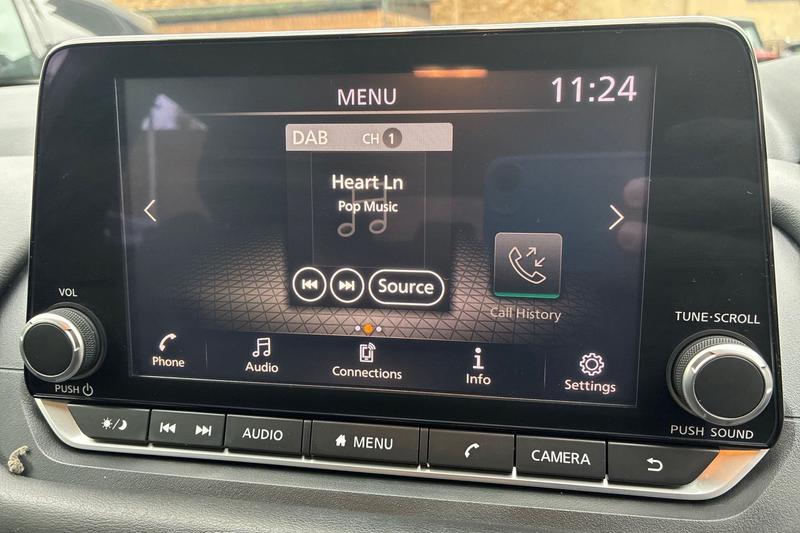 MENU
11:24
DAB CH 1
Heart Ln
Pop Music
Source
Call History
VOL
PUSH
TUNE·SCROLL
PUSH SOUND
Phone
Audio
Connections
Info
Settings
AUDIO
MENU
CAMERA